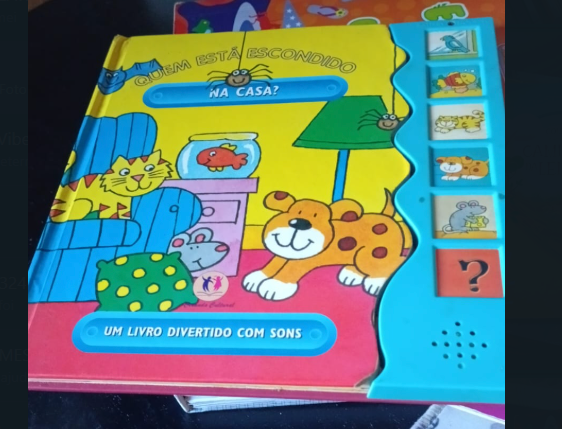 QUEM ESTÁ ESCONDIDO
NA CASA?
UM LIVRO DIVERTIDO COM SONS
?